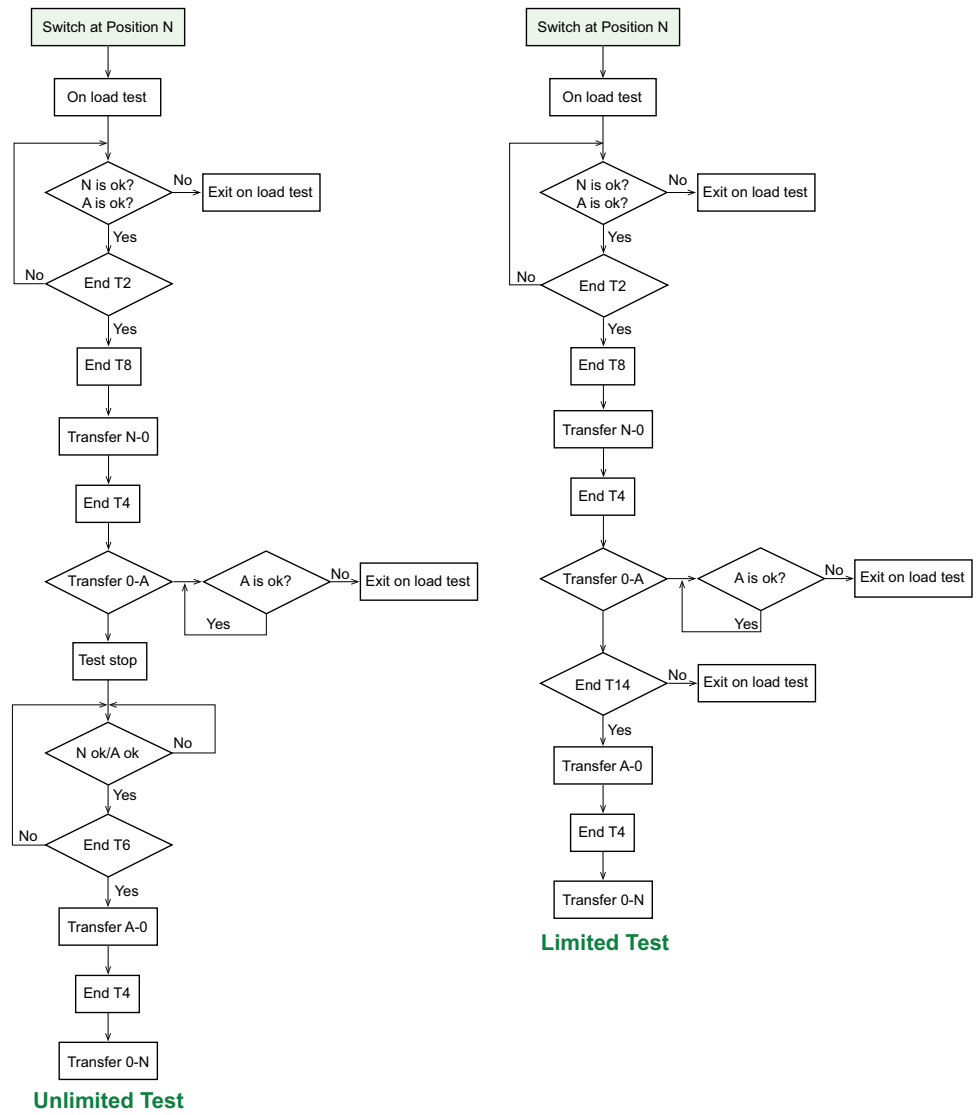 Switch at Position N
On load test
N is ok?
A is ok?
No
Exit on load test
Yes
End T2
No
Yes
End T8
Transfer N-0
End T4
Transfer 0-A
A is ok?
No
Exit on load test
Yes
Test stop
N ok/A ok
No
Yes
End T6
No
Yes
Transfer A-0
End T4
Transfer 0-N
Unlimited Test
Switch at Position N
On load test
N is ok?
A is ok?
No
Exit on load test
Yes
End T2
No
Yes
End T8
Transfer N-0
End T4
Transfer 0-A
A is ok?
No
Exit on load test
Yes
End T14
No
Exit on load test
Yes
Transfer A-0
End T4
Transfer 0-N
Limited Test